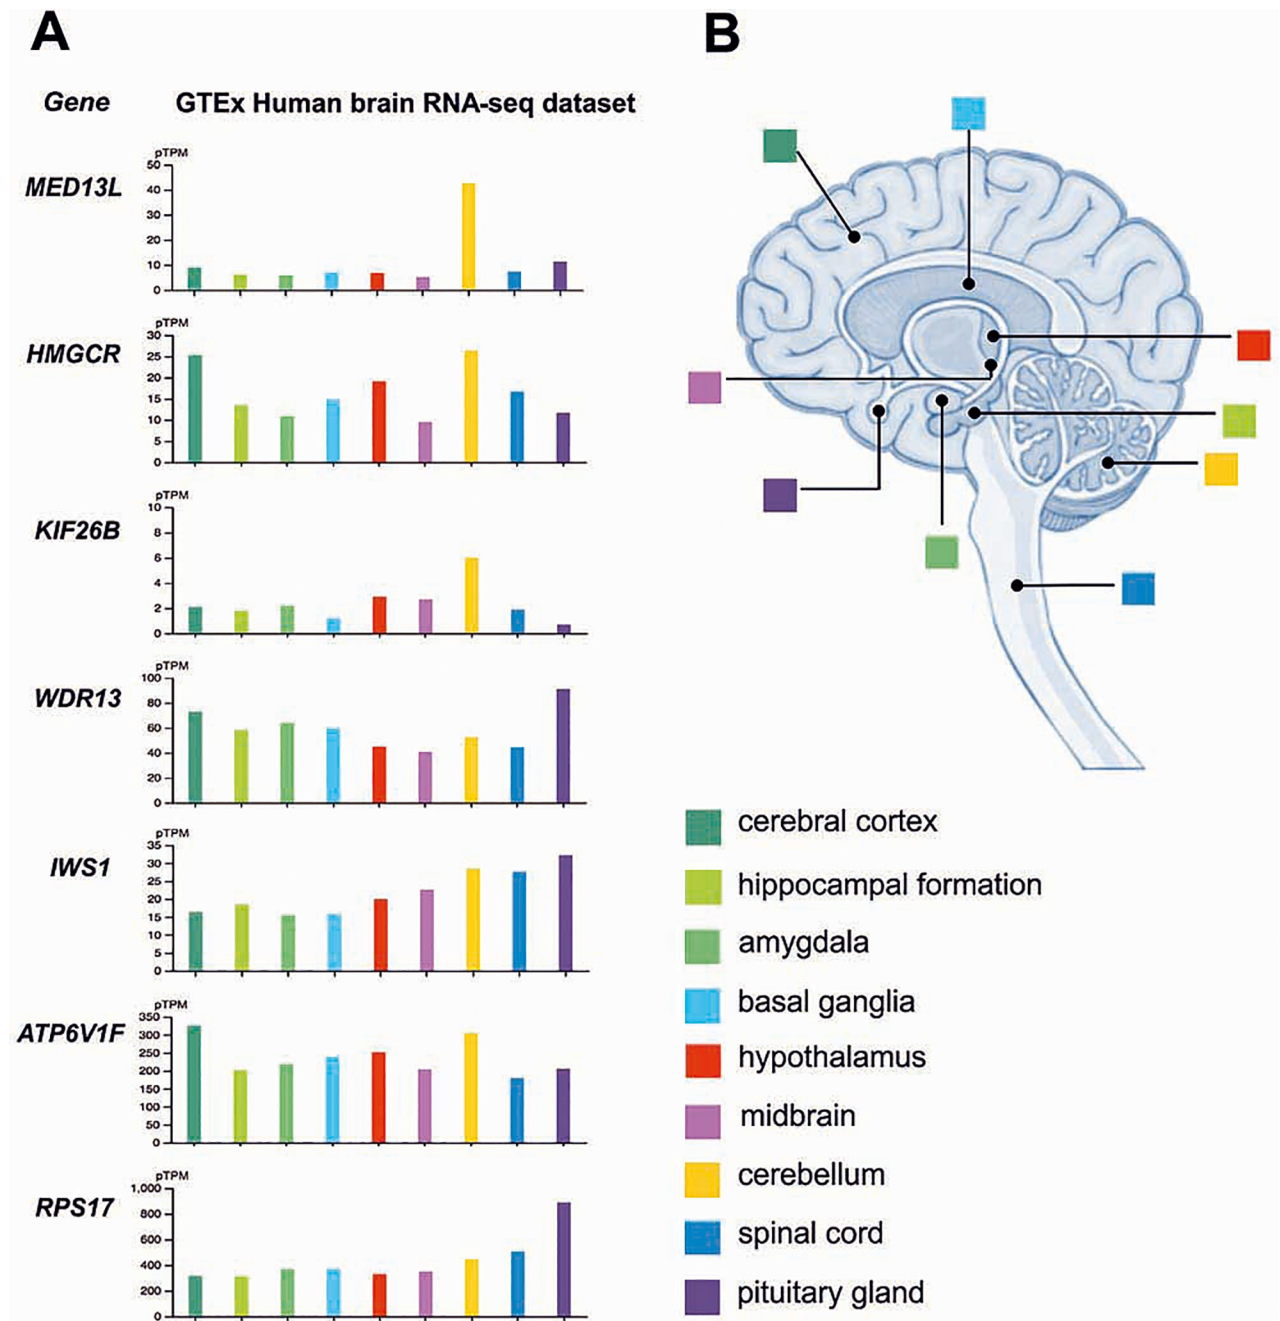 A
B
Gene
GTEx Human brain RNA-seq dataset
MED13L
pTPM
50
40
30
20
10
0
HMGCR
pTPM
30
25
20
15
10
5
0
KIF26B
pTPM
10
8
6
4
2
0
WDR13
pTPM
100
80
60
40
20
0
IWS1
pTPM
35
30
25
20
15
10
5
0
ATP6V1F
pTPM
350
300
250
200
150
100
50
0
RPS17
pTPM
1,000
800
600
400
200
0
cerebral cortex
hippocampal formation
amygdala
basal ganglia
hypothalamus
midbrain
cerebellum
spinal cord
pituitary gland